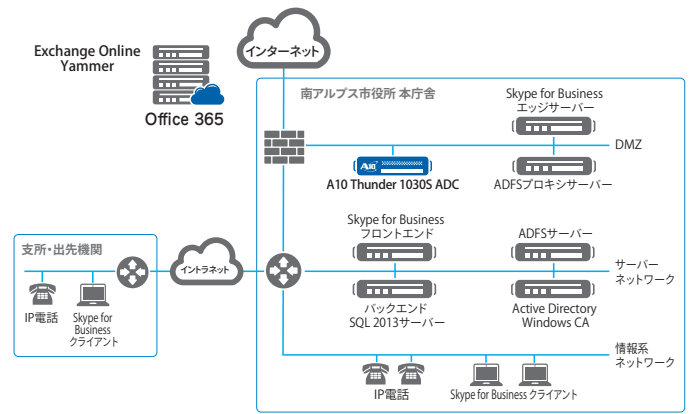 Exchange Online
Yammer
Office 365
インターネット
南アルプス市役所 本庁舎
Skype for Business
エッジサーバー
DMZ
A10
A10 Thunder 1030S ADC
ADFSプロキシサーバー
支所・出先機関
IP電話
Skype for
Business
クライアント
イントラネット
Skype for Business
フロントエンド
ADFSサーバー
サーバー
ネットワーク
バックエンド
SQL 2013サーバー
Active Directory
Windows CA
情報系
ネットワーク
IP電話
Skype for Business クライアント